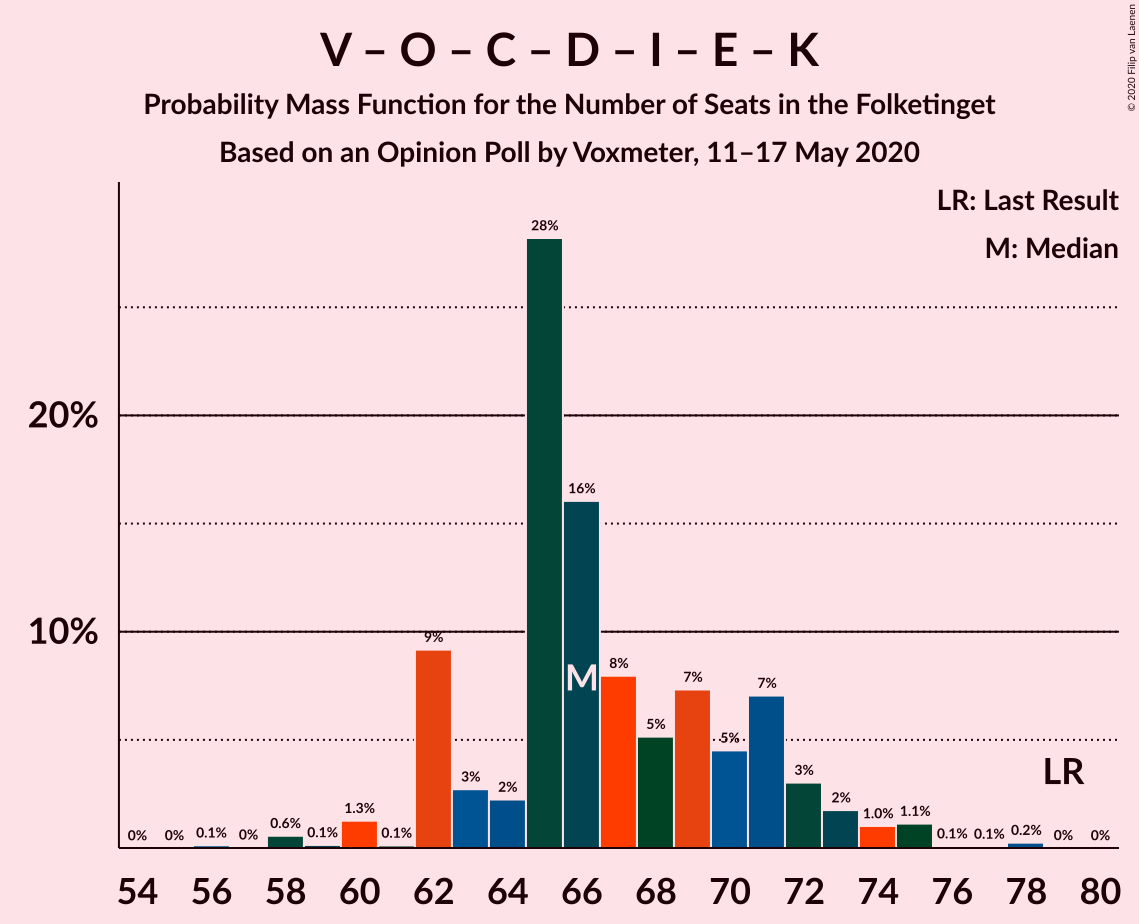 V – O – C – D – I – E – K
Probability Mass Function for the Number of Seats in the Folketinget
Based on an Opinion Poll by Voxmeter, 11–17 May 2020
© 2020 Filip van Laenen
LR: Last Result
M: Median
20%
10%
0% 0% 0.1% 0% 0.6% 0.1% 1.3% 0.1% 9% 3% 2% 28% 16% 8% 5% 7% 5% 7% 3% 2% 1.0% 1.1% 0.1% 0.1% 0.2% 0% 0%
M
LR
54 56 58 60 62 64 66 68 70 72 74 76 78 80